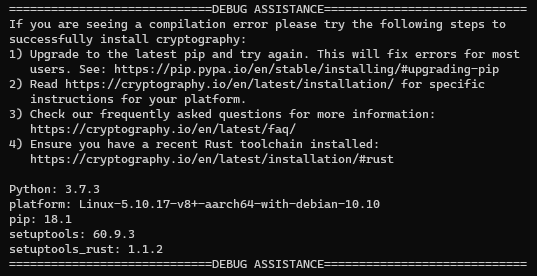 =============================DEBUG ASSISTANCE=============================
If you are seeing a compilation error please try the following steps to
successfully install cryptography:
1) Upgrade to the latest pip and try again. This will fix errors for most
users. See: https://pip.pypa.io/en/stable/installing/#upgrading-pip
2) Read https://cryptography.io/en/latest/installation/ for specific
instructions for your platform.
3) Check our frequently asked questions for more information:
https://cryptography.io/en/latest/faq/
4) Ensure you have a recent Rust toolchain installed:
https://cryptography.io/en/latest/installation/#rust
Python: 3.7.3
platform: Linux-5.10.17-v8+-aarch64-with-debian-10.10
pip: 18.1
setuptools: 60.9.3
setuptools_rust: 1.1.2
=============================DEBUG ASSISTANCE=============================